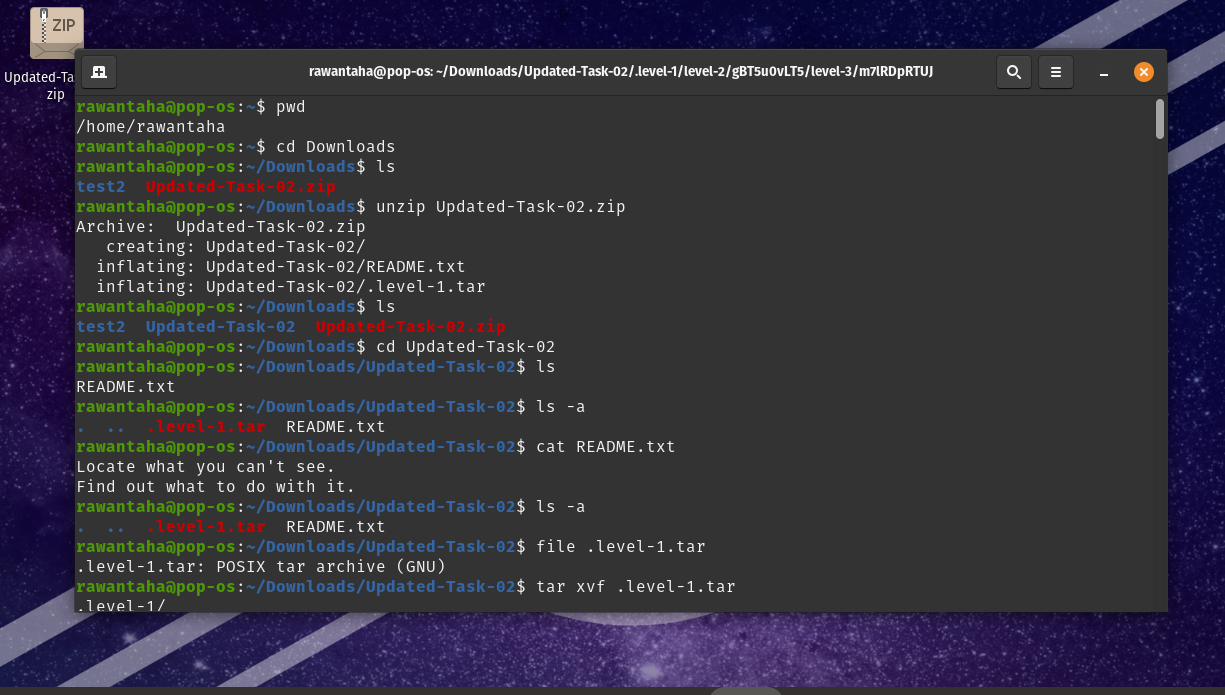 ZIP
Updated-Ta
zip
rawantaha@pop-os: ~/Downloads/Updated-Task-02/.level-1/level-2/gBT5u0vLT5/level-3/m7lRDpRTUJ
rawantaha@pop-os:~$ pwd
/home/rawantaha
rawantaha@pop-os:~$ cd Downloads
rawantaha@pop-os:~/Downloads$ ls
test2  Updated-Task-02.zip
rawantaha@pop-os:~/Downloads$ unzip Updated-Task-02.zip
Archive:  Updated-Task-02.zip
   creating: Updated-Task-02/
  inflating: Updated-Task-02/README.txt
  inflating: Updated-Task-02/.level-1.tar
rawantaha@pop-os:~/Downloads$ ls
test2  Updated-Task-02  Updated-Task-02.zip
rawantaha@pop-os:~/Downloads$ cd Updated-Task-02
rawantaha@pop-os:~/Downloads/Updated-Task-02$ ls
README.txt
rawantaha@pop-os:~/Downloads/Updated-Task-02$ ls -a
.  ..  .level-1.tar  README.txt
rawantaha@pop-os:~/Downloads/Updated-Task-02$ cat README.txt
Locate what you can't see.
Find out what to do with it.
rawantaha@pop-os:~/Downloads/Updated-Task-02$ ls -a
.  ..  .level-1.tar  README.txt
rawantaha@pop-os:~/Downloads/Updated-Task-02$ file .level-1.tar
.level-1.tar: POSIX tar archive (GNU)
rawantaha@pop-os:~/Downloads/Updated-Task-02$ tar xvf .level-1.tar
.level-1/